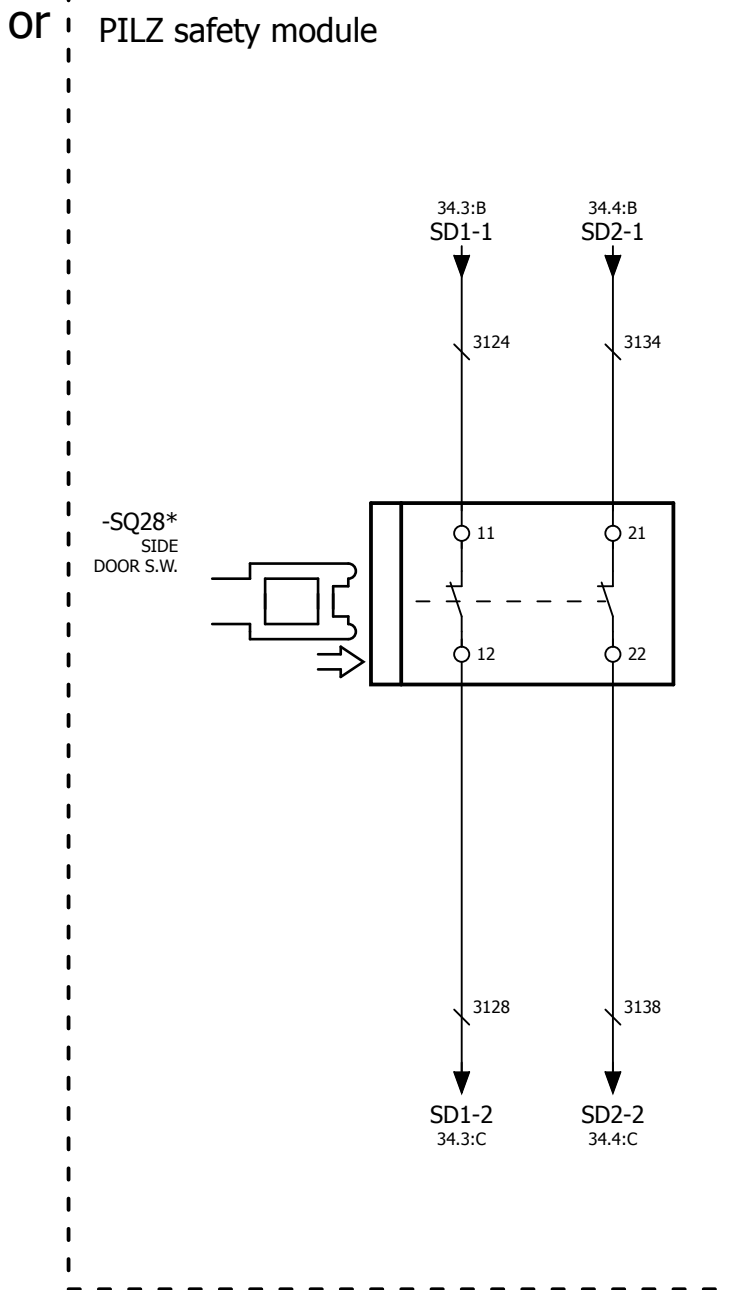 or
PILZ safety module
34.3:B
SD1-1
34.4:B
SD2-1
3124
3134
-SQ28*
SIDE
DOOR S.W.
11
21
12
22
3128
3138
SD1-2
34.3:C
SD2-2
34.4:C